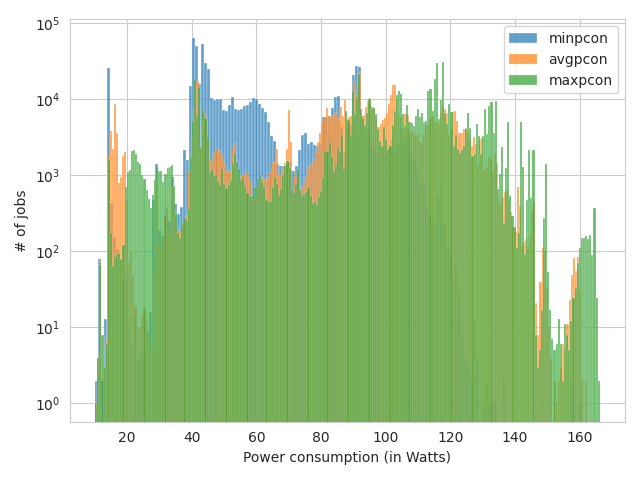 10^5
10^4
10^3
10^2
10^1
10^0
# of jobs
minpcon
avgpcon
maxpcon
20 40 60 80 100 120 140 160
Power consumption (in Watts)